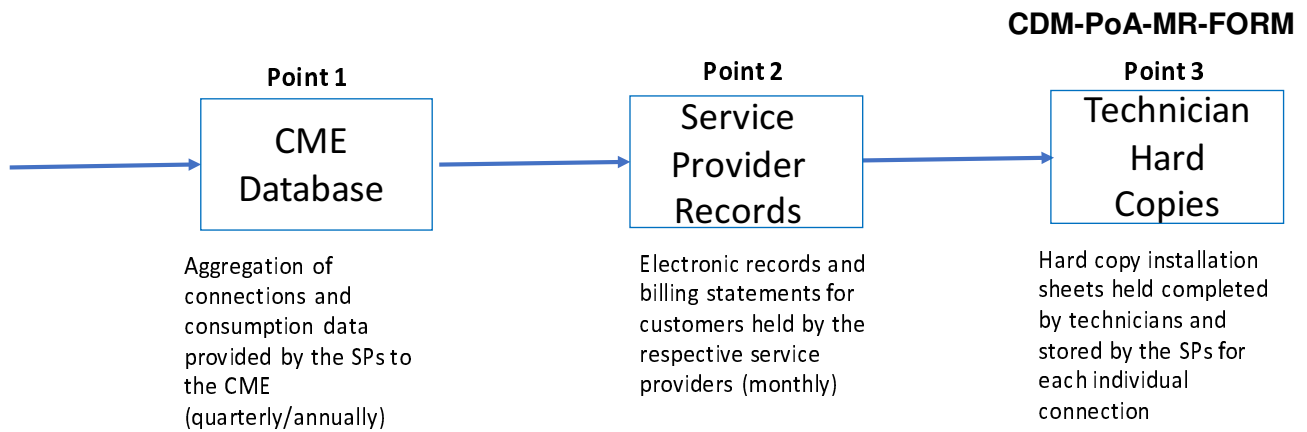 CDM-PoA-MR-FORM
Point 1
CME
Database
Aggregation of
connections and
consumption data
provided by the SPs to
the CME
(quarterly/annually)
Point 2
Service
Provider
Records
Electronic records and
billing statements for
customers held by the
respective service
providers (monthly)
Point 3
Technician
Hard
Copies
Hard copy installation
sheets held completed
by technicians and
stored by the SPs for
each individual
connection